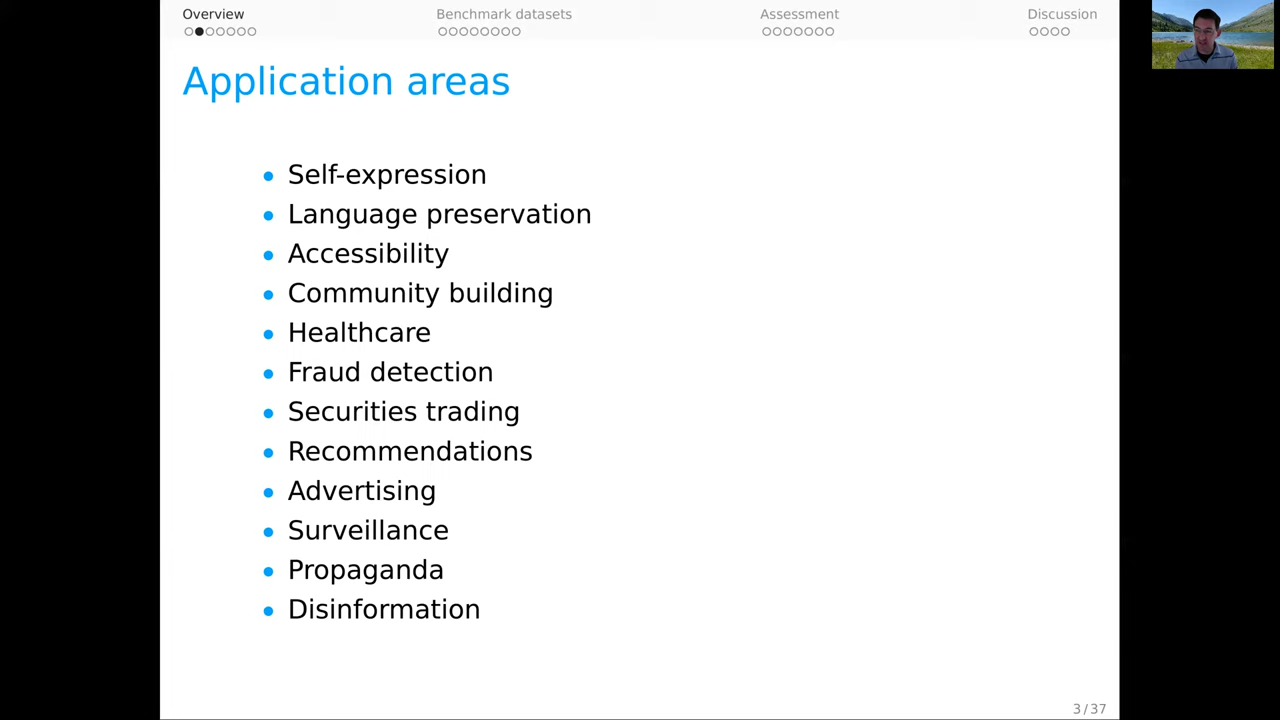 Overview
Benchmark datasets
Assessment
Discussion
Application areas
Self-expression
Language preservation
Accessibility
Community building
Healthcare
Fraud detection
Securities trading
Recommendations
Advertising
Surveillance
Propaganda
Disinformation
3/37